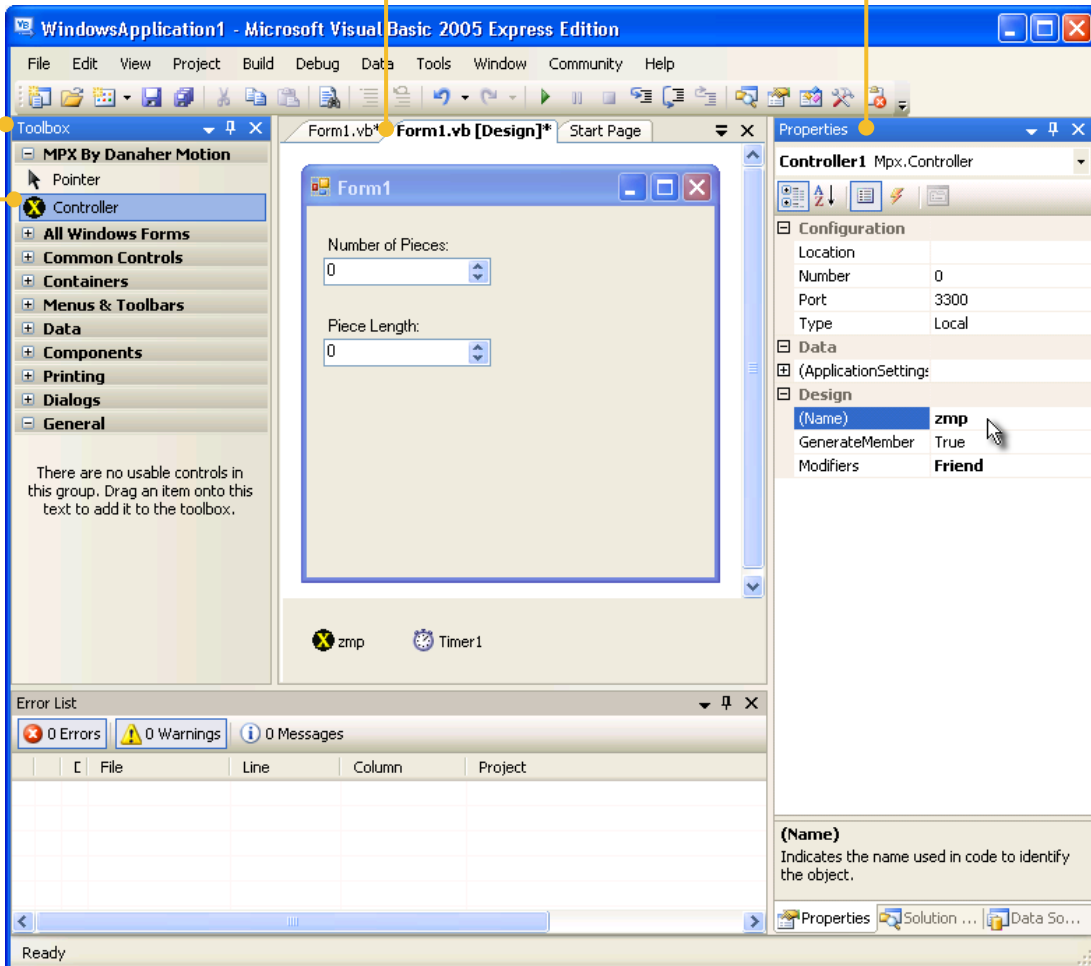 WindowsApplication1 - Microsoft Visual Basic 2005 Express Edition
File Edit View Project Build Debug Data Tools Window Community Help
Toolbox
MPX By Danaher Motion
Pointer
Controller
All Windows Forms
Common Controls
Containers
Menus & Toolbars
Data
Components
Printing
Dialogs
General
There are no usable controls in
this group. Drag an item onto this
text to add it to the toolbox.
Form1.vb* Form1.vb [Design]* Start Page
Form1
Number of Pieces:
0
Piece Length:
0
zmp Timer1
Properties
Controller1 Mpx.Controller
Configuration
Location
Number 0
Port 3300
Type Local
Data
(ApplicationSettings
Design
(Name) zmp
GenerateMember True
Modifiers Friend
(Name)
Indicates the name used in code to identify
the object.
Properties Solution ... Data So...
Error List
0 Errors 0 Warnings 0 Messages
File Line Column Project
Ready